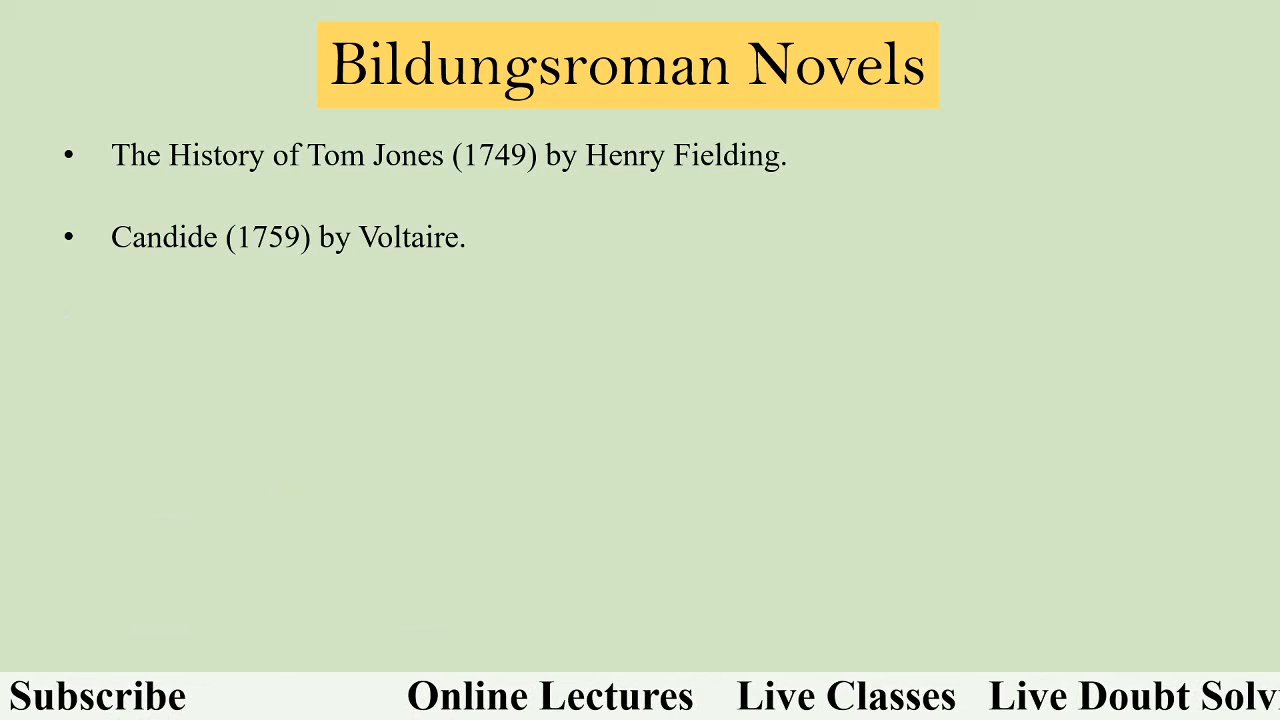 Bildungsroman Novels
• The History of Tom Jones (1749) by Henry Fielding.
• Candide (1759) by Voltaire.
Subscribe Online Lectures Live Classes Live Doubt